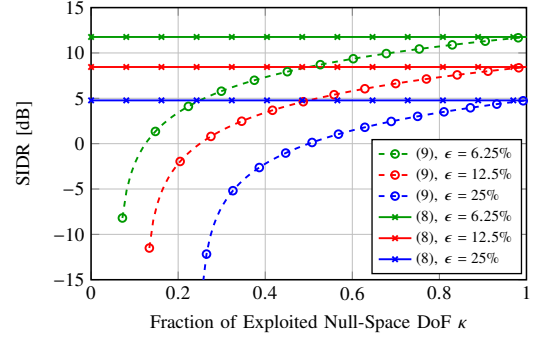 15
10
5
0
−5
−10
−15
SIDR [dB]
(9), ϵ = 6.25%
(9), ϵ = 12.5%
(9), ϵ = 25%
(8), ϵ = 6.25%
(8), ϵ = 12.5%
(8), ϵ = 25%
0 0.2 0.4 0.6 0.8 1
Fraction of Exploited Null-Space DoF κ